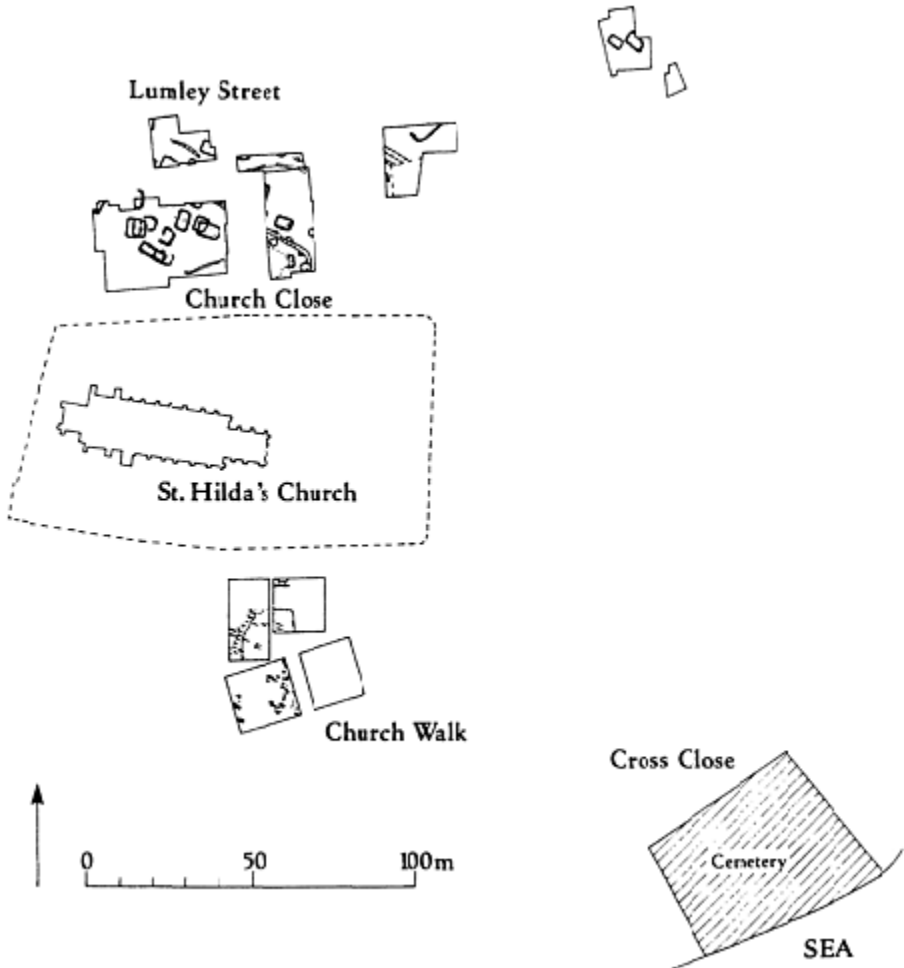 Lumley Street
Church Close
St. Hilda's Church
Church Walk
Cross Close
Cemetery
0 50 100m
SEA